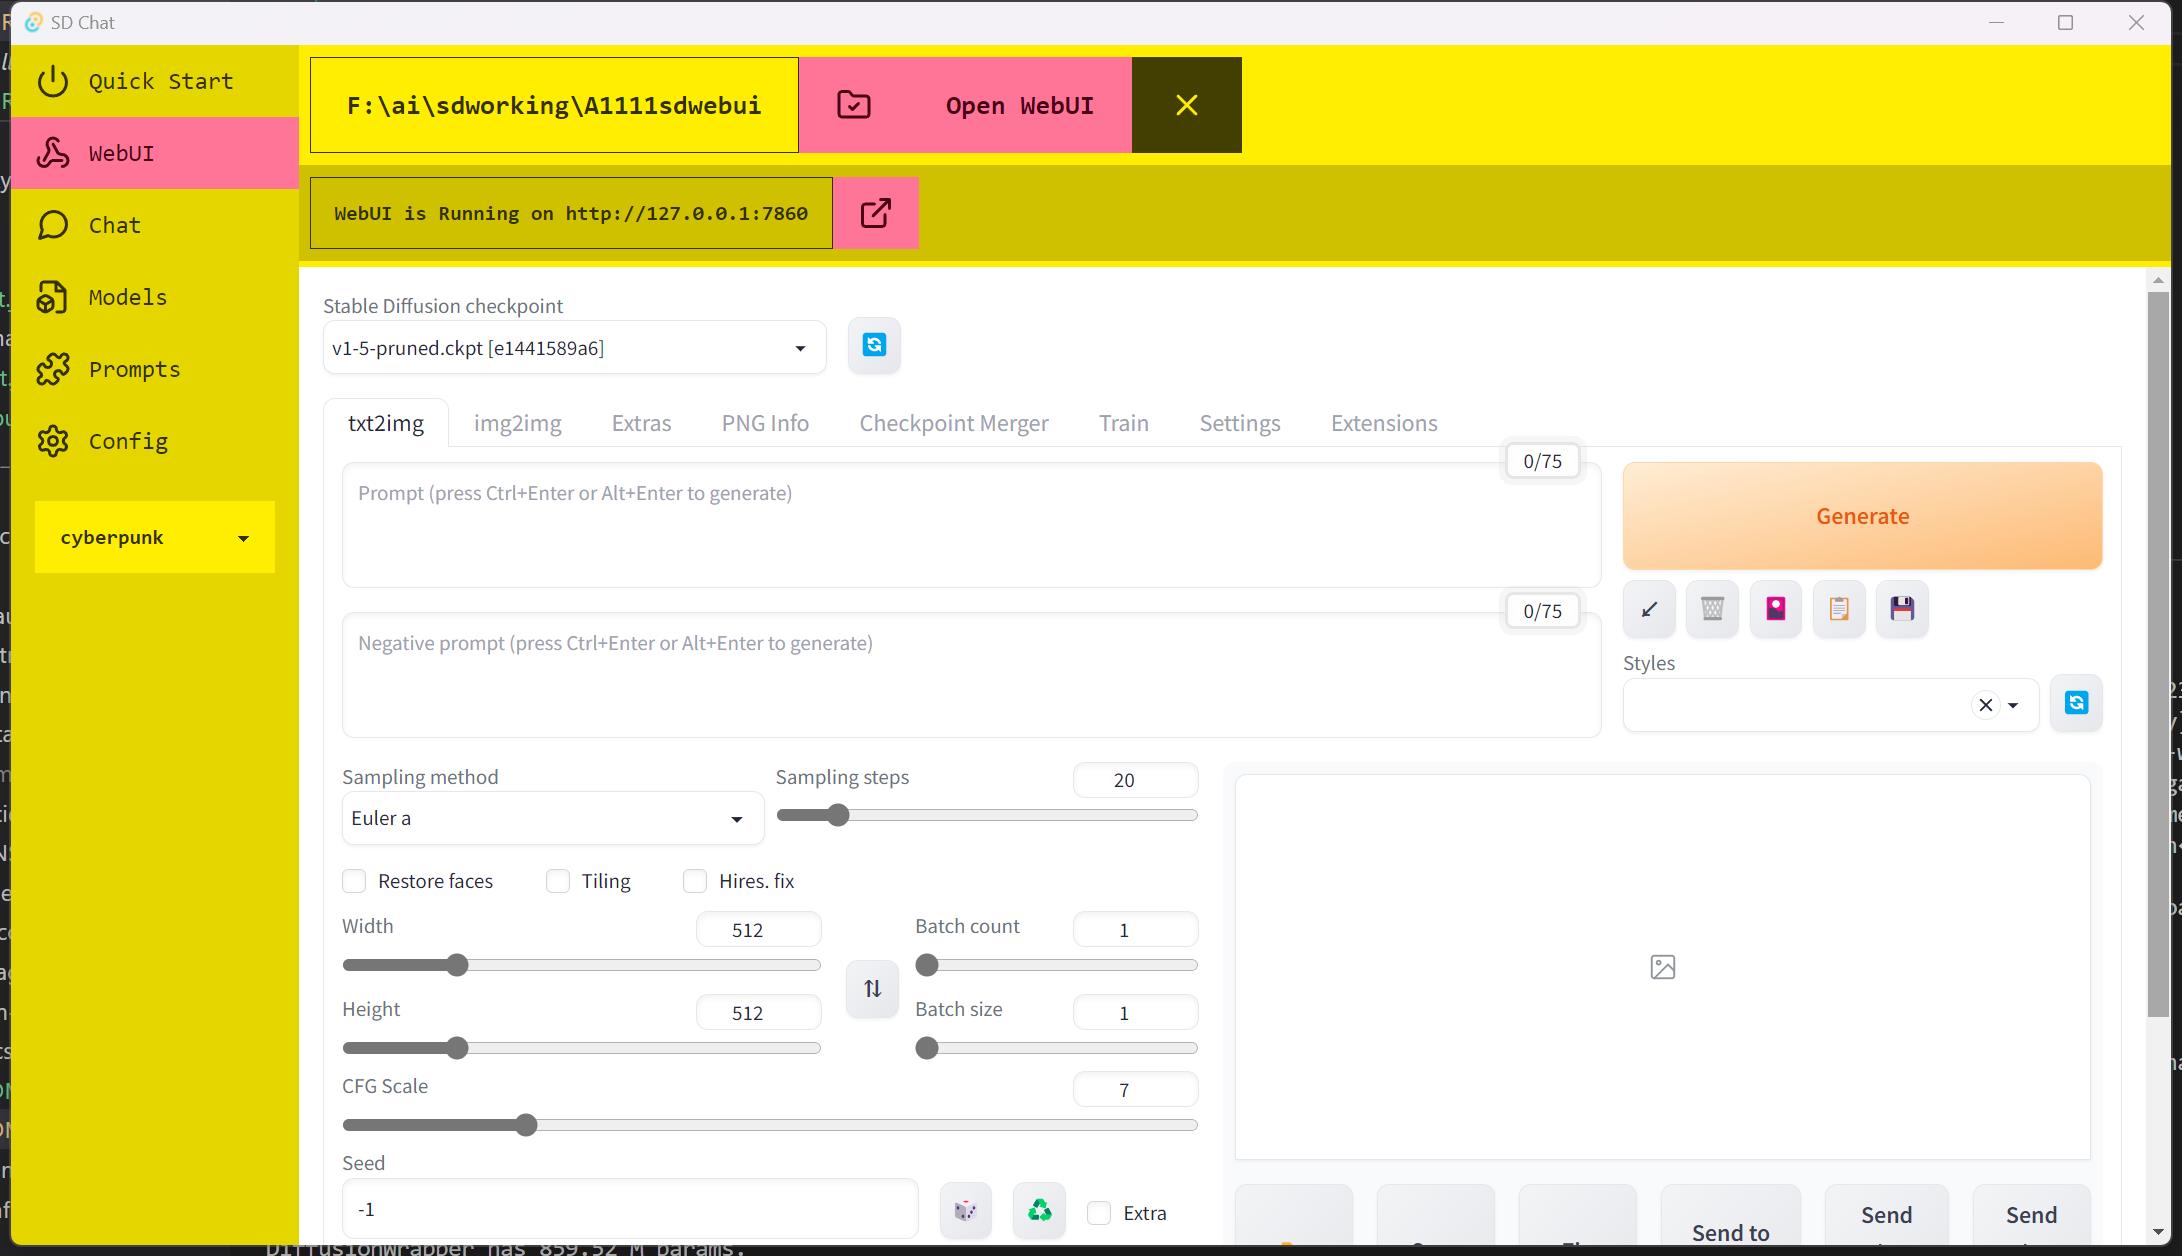 SD Chat
Quick Start
WebUI
Chat
Models
Prompts
Config
cyberpunk
F:\ai\sdworking\A1111sdwebui
Open WebUI
WebUI is Running on http://127.0.0.1:7860
Stable Diffusion checkpoint
v1-5-pruned.ckpt [e1441589a6]
txt2img img2img Extras PNG Info Checkpoint Merger Train Settings Extensions
0/75
Prompt (press Ctrl+Enter or Alt+Enter to generate)
Generate
0/75
Negative prompt (press Ctrl+Enter or Alt+Enter to generate)
Styles
Sampling method
Euler a
Sampling steps
20
Restore faces Tiling Hires. fix
Width
512
Batch count
1
Height
512
Batch size
1
CFG Scale
7
Seed
-1
Extra
Send to
Send
Send
DiffusionWrapper has 859.52 M params.